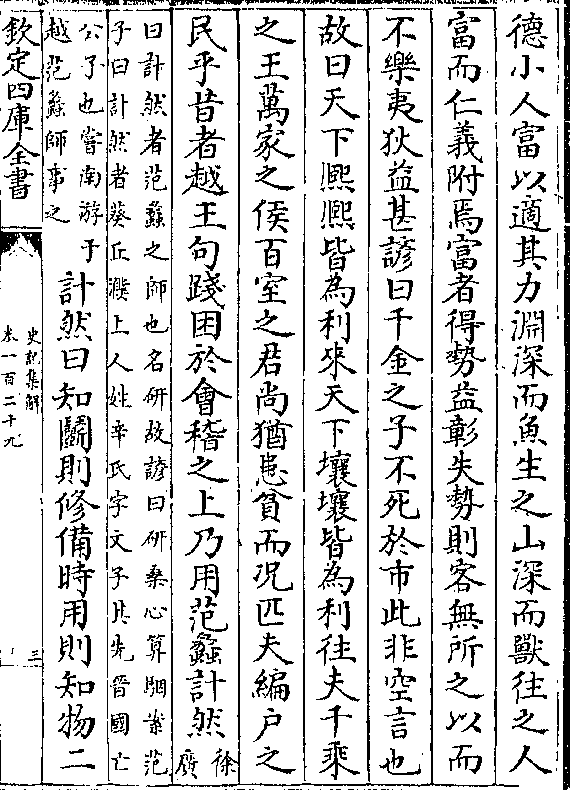 德小人富以適其力淵深而魚生之山深而獸往之人
富而仁義附焉富者得勢益彰失勢則客無所之以而
不樂夷狄益甚諺曰千金之子不死於市此非空言也
故曰天下熙熙皆為利來天下壤壤皆為利往夫千乘
之王萬家之侯百室之君尚猶患貧而况匹夫編户之
民乎昔者越王句踐困於會稽之上乃用范蠡計然徐廣
曰計然者范蠡之師也名研故諺曰研桑心算駰案范
子曰計然者葵丘濮上人姓辛氏字文子其先晉國亡
公子也嘗南游于
越范蠡師事之
計然曰知鬭則修備時用則知物二
欽定四庫全書
史記集解
卷一百二十九
三